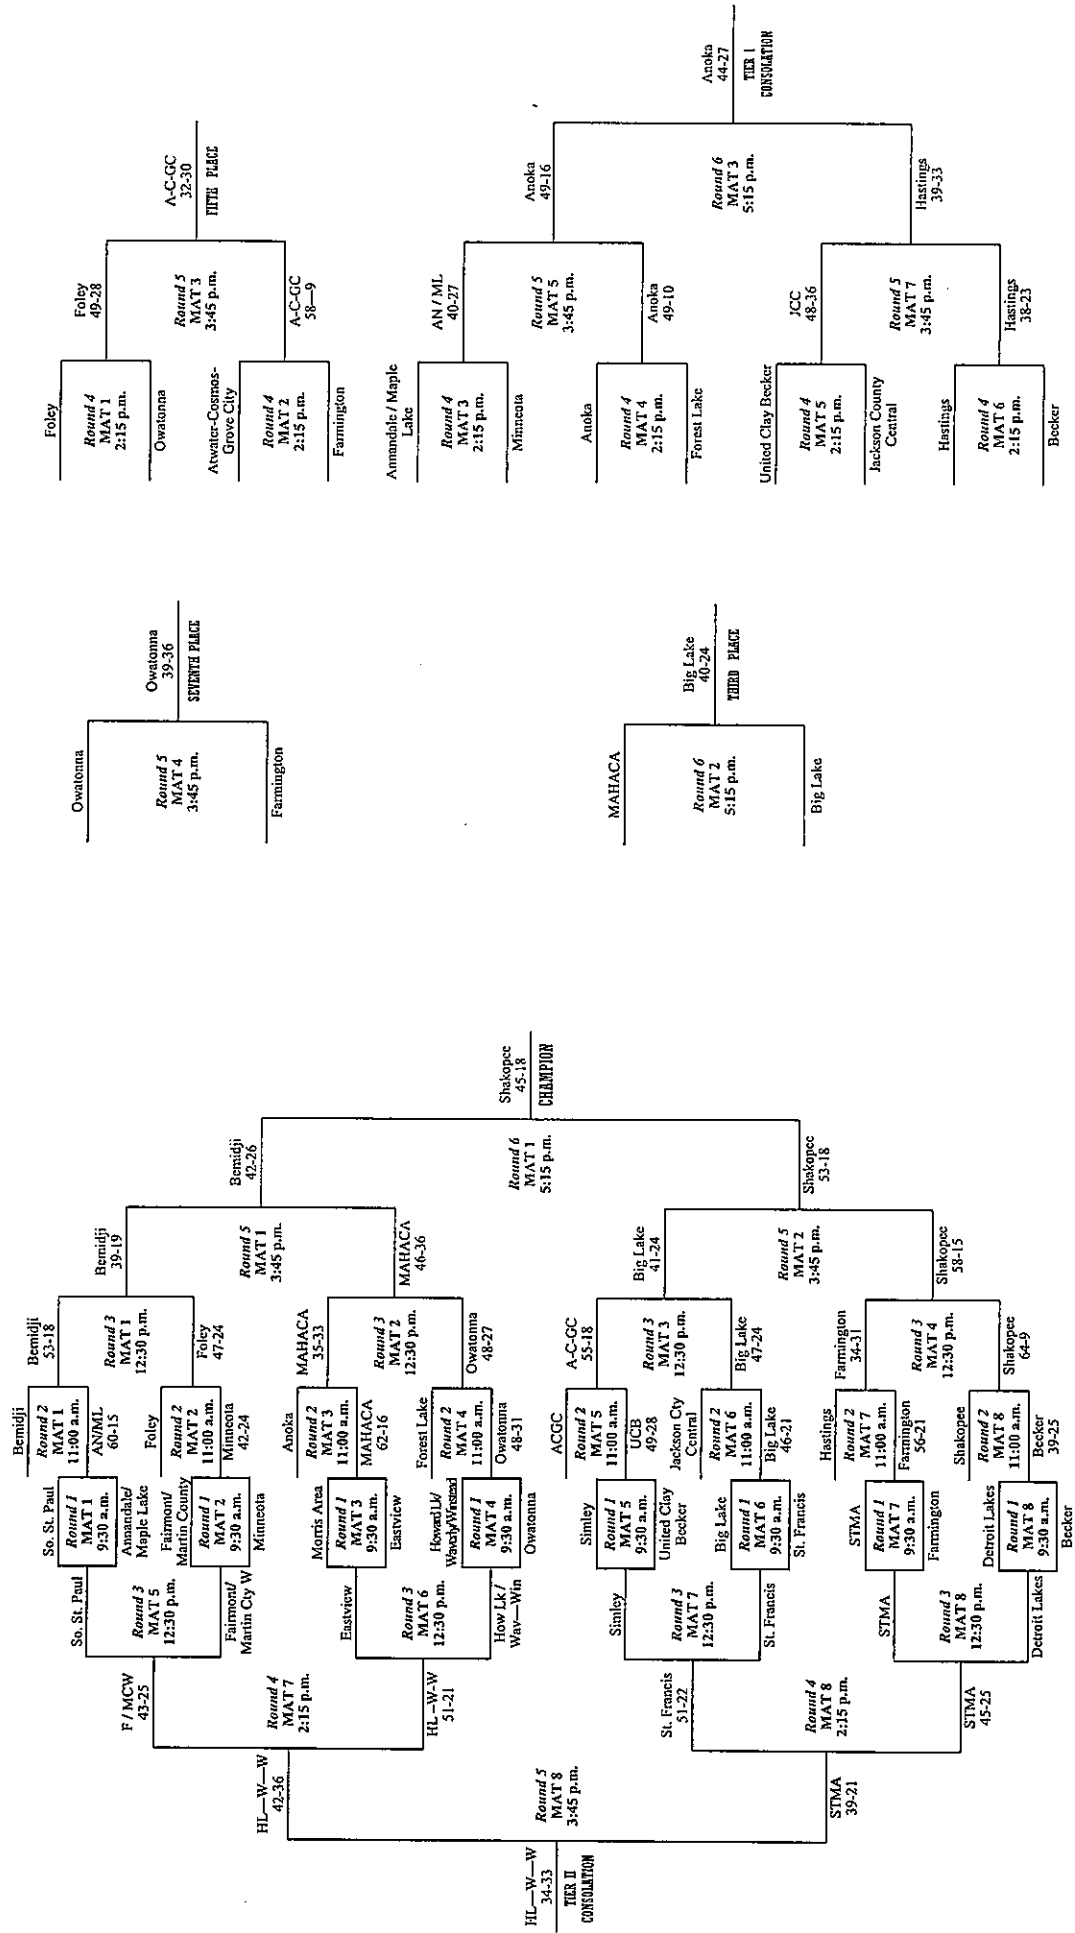 HL—W—W
34-33
TIER II
CONSOLATION
HL—W—W
42-36
Round 5
MAT 8
3:45 p.m.
STMA
39-21
F / MCW
43-25
Round 4
MAT 7
2:15 p.m.
HL –W-W
51-21
St. Francis
51-22
Round 4
MAT 8
2:15 p.m.
STMA
45-25
So. St. Paul
Round 3
MAT 5
12:30 p.m.
Fairmont/
Martin Cty W
Eastview
Round 3
MAT 6
12:30 p.m.
How Lk /
Wav—Win
Simley
Round 3
MAT 7
12:30 p.m.
St. Francis
STMA
Round 3
MAT 8
12:30 p.m.
Detroit Lakes
So. St. Paul
Round 1
MAT 1
9:30 a.m.
Annandale/
Maple Lake
Fairmont/
Martin County
Round 1
MAT 2
9:30 a.m.
Minneota
Morris Area
Round 1
MAT 3
9:30 a.m.
Eastview
Howard Lk/
Waverly/Winstead
Round 1
MAT 4
9:30 a.m.
Owatonna
Simley
Round 1
MAT 5
9:30 a.m.
United Clay
Becker
Big Lake
Round 1
MAT 6
9:30 a.m.
St. Francis
STMA
Round 1
MAT 7
9:30 a.m.
Farmington
Detroit Lakes
Round 1
MAT 8
9:30 a.m.
Becker
Bemidji
Round 2
MAT 1
11:00 a.m.
AN/ML
60-15
Foley
Round 2
MAT 2
11:00 a.m.
Minneota
42-24
Anoka
Round 2
MAT 3
11:00 a.m.
MAHACA
62-16
Forest Lake
Round 2
MAT 4
11:00 a.m.
Owatonna
48-31
ACGC
Round 2
MAT 5
11:00 a.m.
UCB
49-28
Jackson Cty
Central
Round 2
MAT 6
11:00 a.m.
Big Lake
46-21
Hastings
Round 2
MAT 7
11:00 a.m.
Farmington
56-21
Shakopee
Round 2
MAT 8
11:00 a.m.
Becker
39-25
Bemidji
53-18
Round 3
MAT 1
12:30 p.m.
Foley
47-24
MAHACA
35-33
Round 3
MAT 2
12:30 p.m.
Owatonna
48-27
A-C-GC
55-18
Round 3
MAT 3
12:30 p.m.
Big Lake
47-24
Farmington
34-31
Round 3
MAT 4
12:30 p.m.
Shakopee
64-9
Bemidji
39-19
Round 5
MAT 1
3:45 p.m.
MAHACA
46-36
Big Lake
41-24
Round 5
MAT 2
3:45 p.m.
Shakopee
58-15
Bemidji
42-26
Round 6
MAT 1
5:15 p.m.
Shakopee
53-18
Shakopee
45-18
CHAMPION
Owatonna
Round 5
MAT 4
3:45 p.m.
Farmington
Owatonna
39-36
SEVENTH PLACE
MAHACA
Round 6
MAT 2
5:15 p.m.
Big Lake
Big Lake
40-24
THIRD PLACE
Foley
Round 4
MAT 1
2:15 p.m.
Owatonna
Atwater-Cosmos-
Grove City
Round 4
MAT 2
2:15 p.m.
Farmington
Foley
49-28
Round 5
MAT 3
3:45 p.m.
A-C-GC
58—9
A-C-GC
32-30
FIFTH PLACE
Annandale / Maple
Lake
Round 4
MAT 3
2:15 p.m.
Minneota
Anoka
Round 4
MAT 4
2:15 p.m.
Forest Lake
United Clay Becker
Round 4
MAT 5
2:15 p.m.
Jackson County
Central
Hastings
Round 4
MAT 6
2:15 p.m.
Becker
AN / ML
40-27
Round 5
MAT 5
3:45 p.m.
Anoka
49-10
JCC
48-36
Round 5
MAT 7
3:45 p.m.
Hastings
38-23
Anoka
49-16
Round 6
MAT 3
5:15 p.m.
Hastings
39-33
Anoka
44-27
TIER I
CONSOLATION